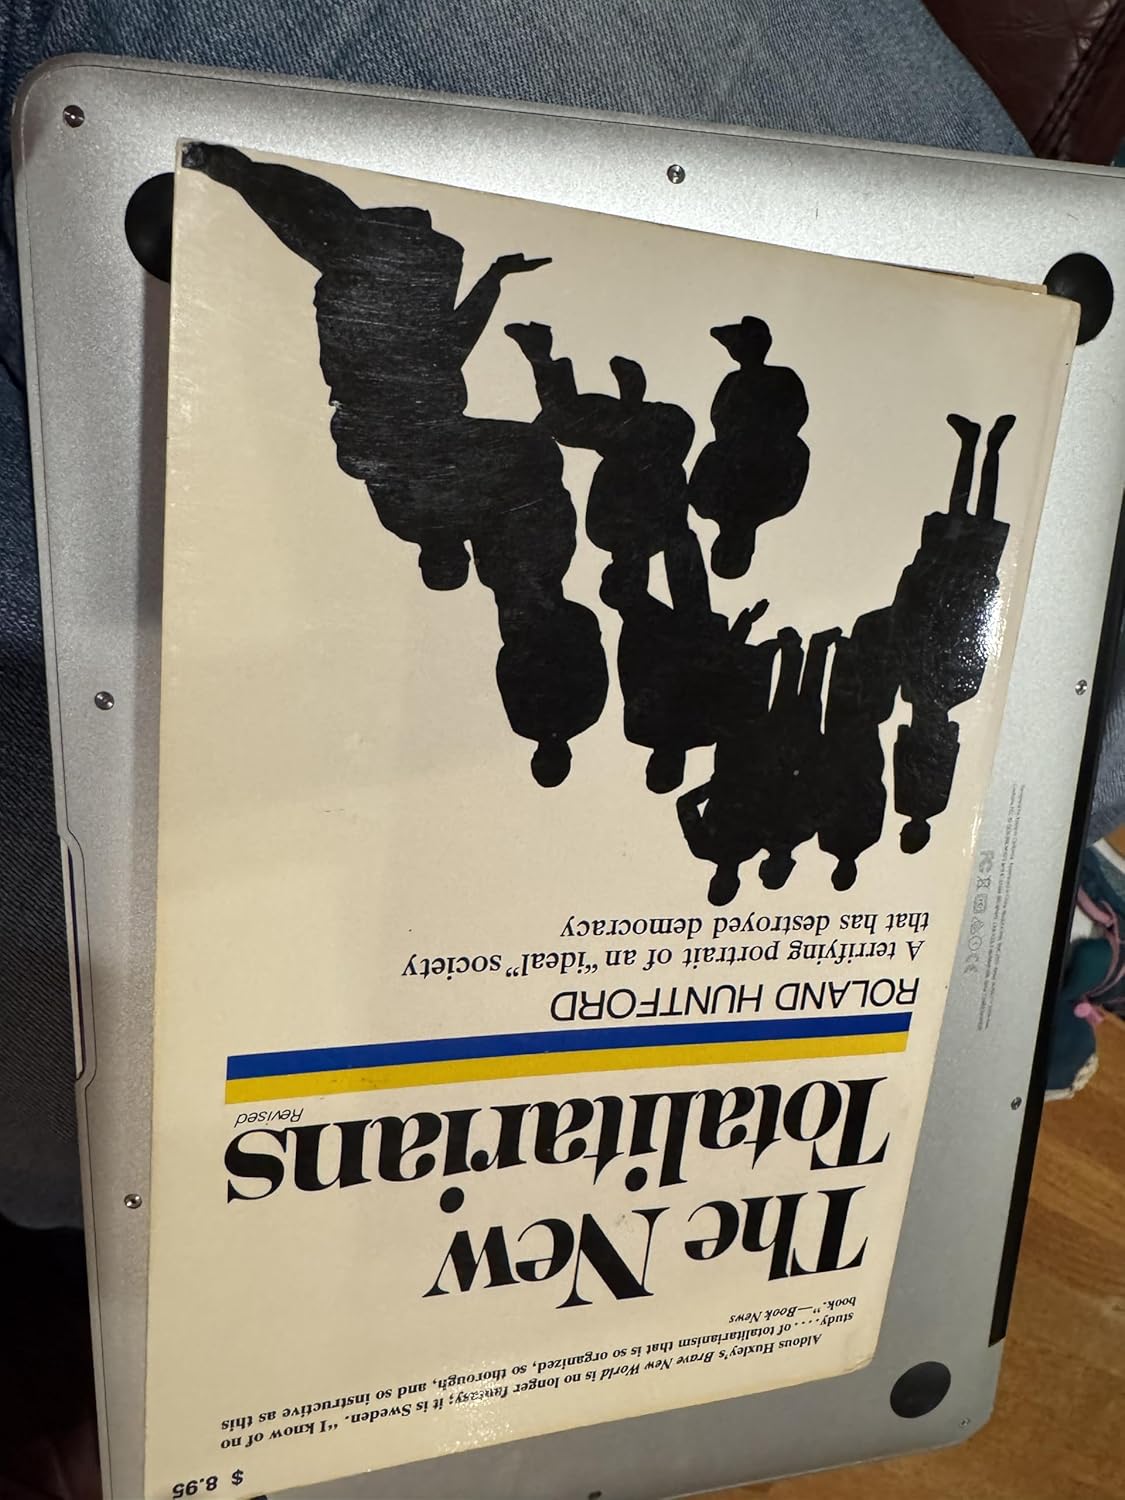 $ 8.95
Aldous Huxley's Brave New World is no longer fantasy; it is Sweden. "I know of no
study. . . . of totalitarianism that is so organized, so thorough, and so instructive as this
book."—Book News
The New
Totalitarians
Revised
ROLAND HUNTFORD
A terrifying portrait of an "ideal" society
that has destroyed democracy